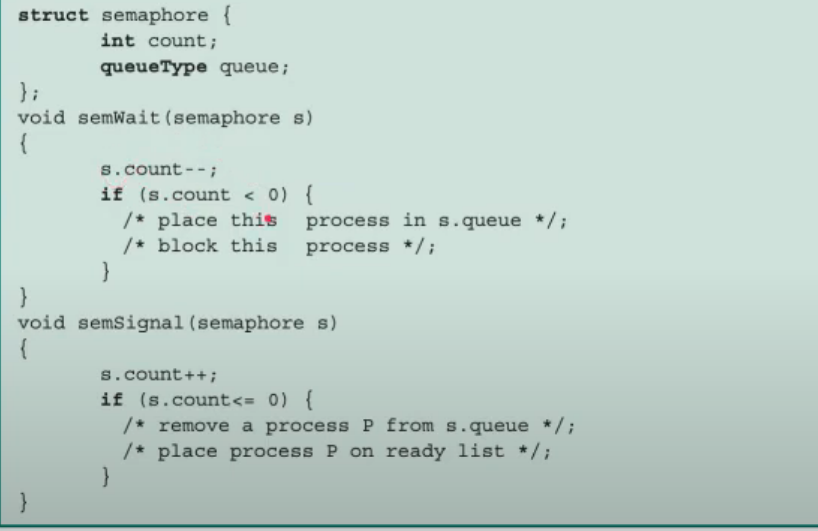 struct semaphore {
int count;
queueType queue;
};
void semWait(semaphore s)
{
s.count--;
if (s.count < 0) {
/* place this process in s.queue */;
/* block this process */;
}
}
void semSignal(semaphore s)
{
s.count++;
if (s.count<= 0) {
/* remove a process P from s.queue */;
/* place process P on ready list */;
}
}